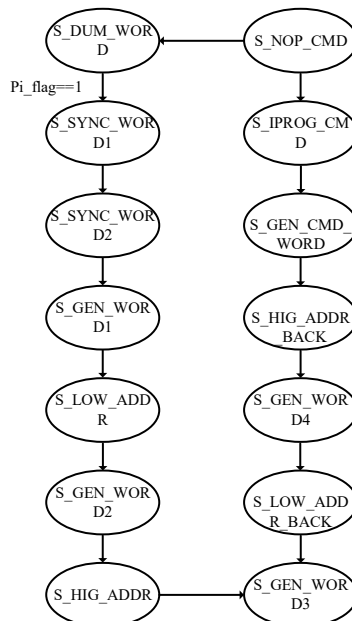 S_DUM_WOR
D
S_NOP_CMD
Pi_flag==1
S_SYNC_WOR
D1
S_IPROG_CM
D
S_SYNC_WOR
D2
S_GEN_CMD_
WORD
S_GEN_WOR
D1
S_HIG_ADDR
_BACK
S_LOW_ADD
R
S_GEN_WOR
D4
S_GEN_WOR
D2
S_LOW_ADD
R_BACK
S_HIG_ADDR
S_GEN_WOR
D3